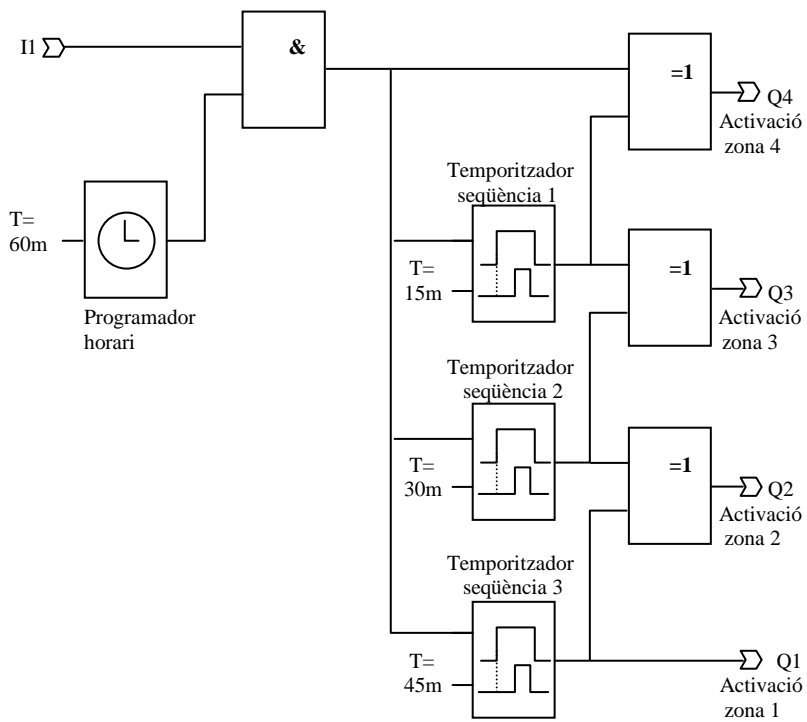 I1
&
=1
Q4
Activació
zona 4
T=
60m
Programador
horari
Temporitzador
seqüència 1
T=
15m
=1
Q3
Activació
zona 3
Temporitzador
seqüència 2
T=
30m
=1
Q2
Activació
zona 2
Temporitzador
seqüència 3
T=
45m
Q1
Activació
zona 1